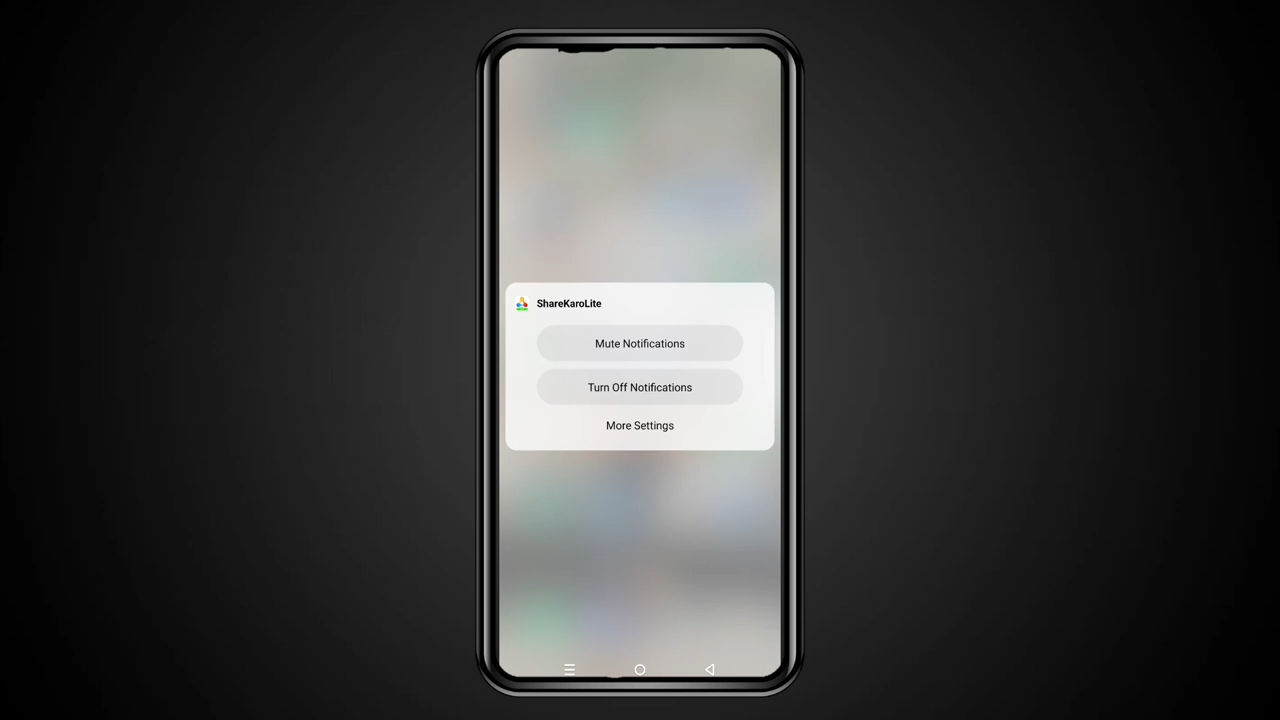 ShareKaroLite
Mute Notifications
Turn Off Notifications
More Settings